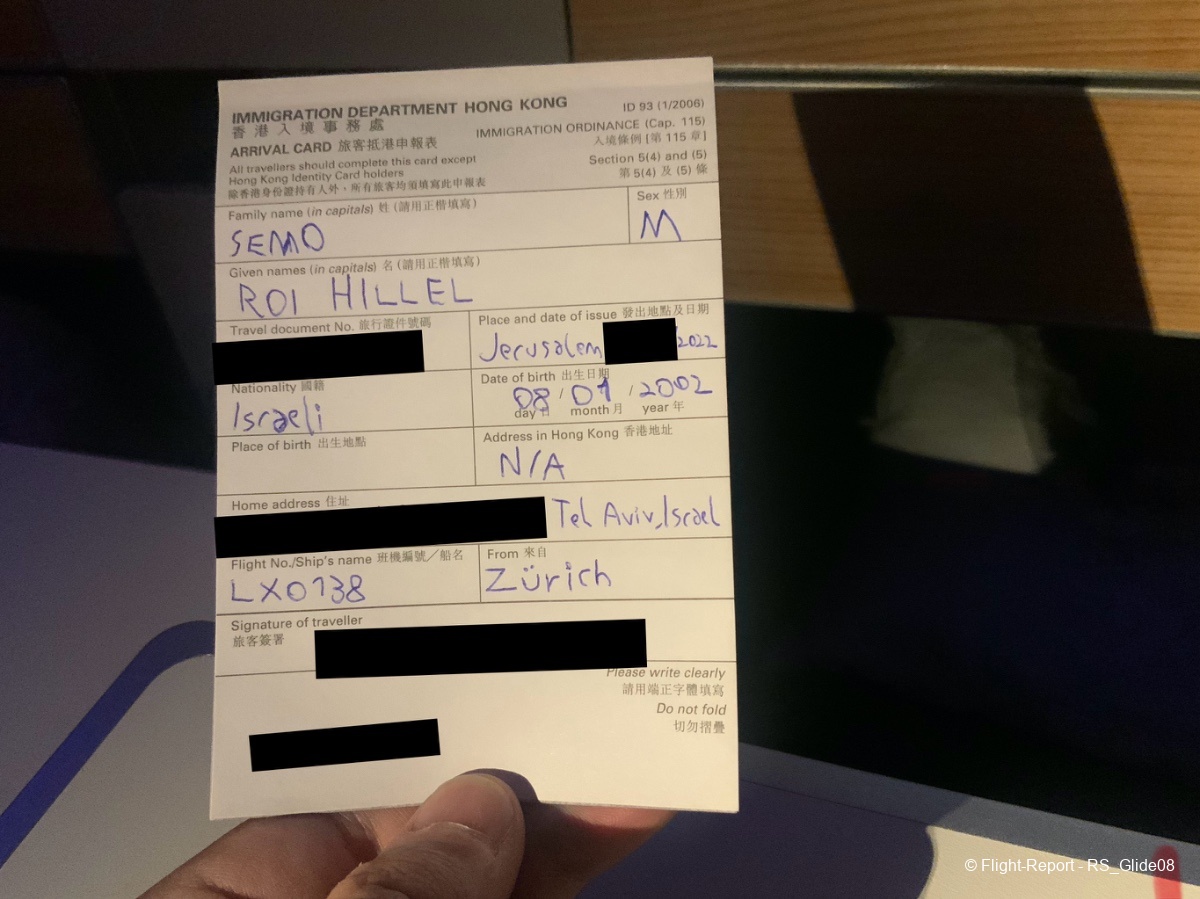 IMMIGRATION DEPARTMENT HONG KONG
香港入境事務處
ID 93 (1/2006)
IMMIGRATION ORDINANCE (Cap. 115)
入境條例 [第 115 章]
ARRIVAL CARD 旅客抵港申報表
All travellers should complete this card except
Hong Kong Identity Card holders
除香港身份證持有人外，所有旅客均須填寫此申報表
Section 5(4) and (5)
第 5(4) 及 (5) 條
Family name (in capitals) 姓 (請用正楷填寫)
SEMO
Sex 性別
M
Given names (in capitals) 名 (請用正楷填寫)
ROI HILLEL
Travel document No. 旅行證件號碼
Place and date of issue 發出地點及日期
Jerusalem /2022
Nationality 國籍
Israeli
Date of birth 出生日期
08 / 01 / 2002
day 日 month 月 year 年
Place of birth 出生地點
Address in Hong Kong 香港地址
N/A
Home address 住址
Tel Aviv, Israel
Flight No./Ship's name 班機編號／船名
LX0138
From 來自
Zürich
Signature of traveller
旅客簽署
Please write clearly
請用端正字體填寫
Do not fold
切勿摺疊
© Flight-Report - RS_Glide08